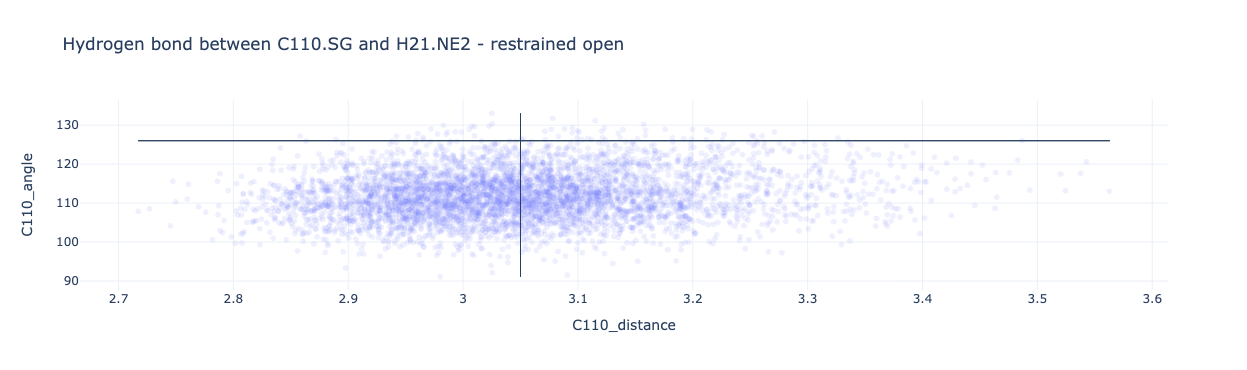 Hydrogen bond between C110.SG and H21.NE2 - restrained open
C110_angle
130
120
110
100
90
2.7 2.8 2.9 3 3.1 3.2 3.3 3.4 3.5 3.6
C110_distance